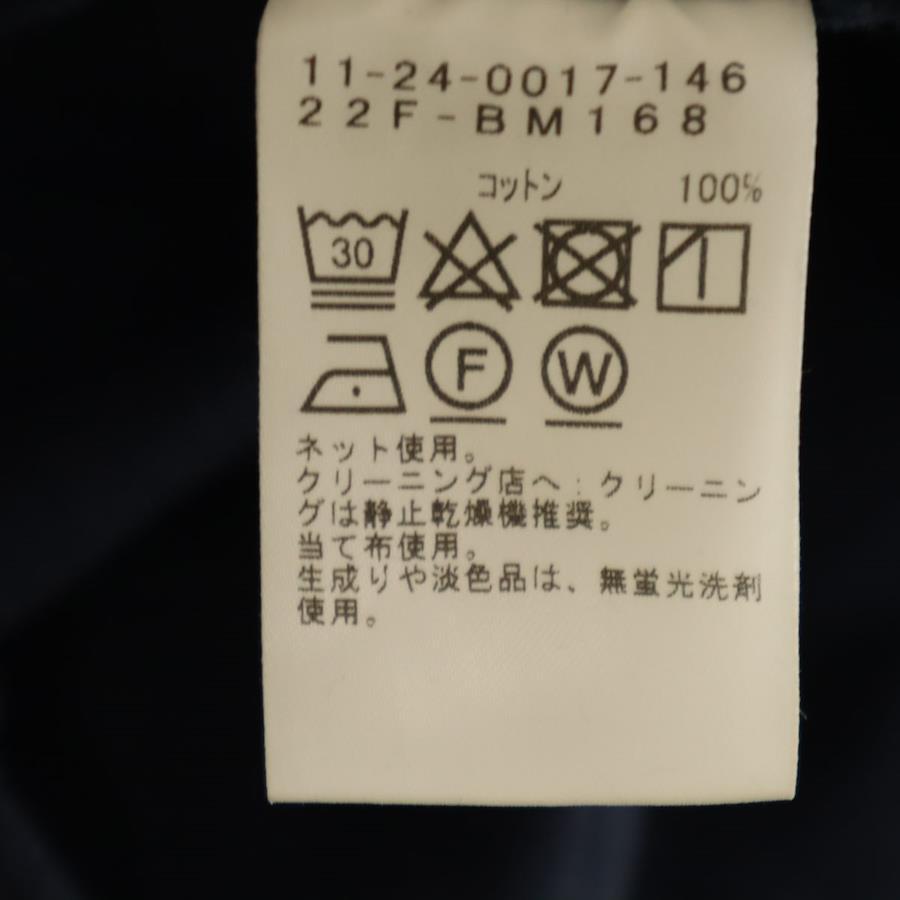 11-24-0017-146
22F-BM168
コットン 100%
30
F W
ネット使用。
クリーニング店へ:クリーニン
グは静止乾燥機推奨。
当て布使用。
生成りや淡色品は、無蛍光洗剤
使用。